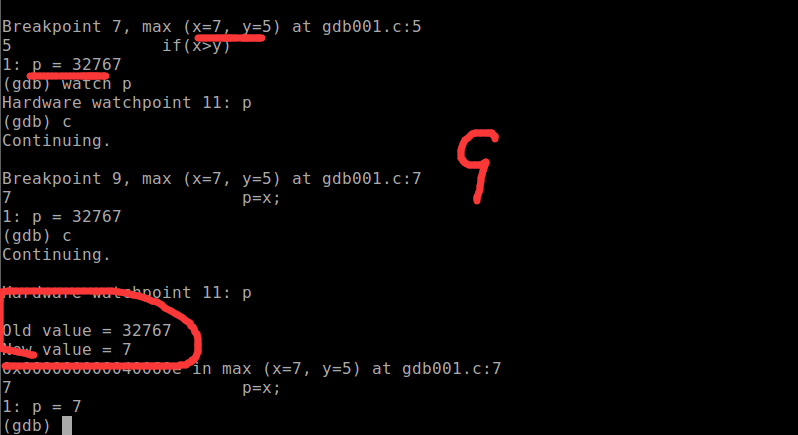 Breakpoint 7, max (x=7, y=5) at gdb001.c:5
5               if(x>y)
1: p = 32767
(gdb) watch p
Hardware watchpoint 11: p
(gdb) c
Continuing.
9
Breakpoint 9, max (x=7, y=5) at gdb001.c:7
7                       p=x;
1: p = 32767
(gdb) c
Continuing.
Hardware watchpoint 11: p
Old value = 32767
New value = 7
in max (x=7, y=5) at gdb001.c:7
7                       p=x;
1: p = 7
(gdb)